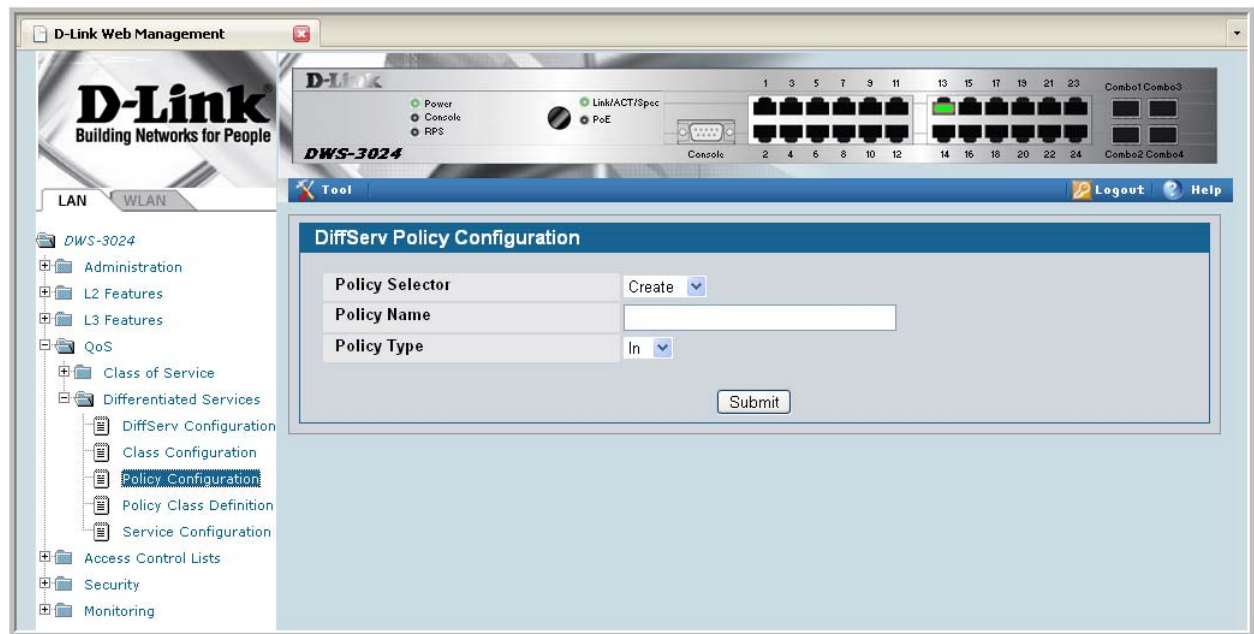 D-Link Web Management
D-Link
Building Networks for People
D-Link
Power
Console
RPS
Link/ACT/Spec
PoE
Console
1 3 5 7 9 11 13 15 17 19 21 23
Combo1 Combo3
2 4 6 8 10 12 14 16 18 20 22 24
Combo2 Combo4
DWS-3024
LAN
WLAN
Tool
Logout
Help
DWS-3024
Administration
L2 Features
L3 Features
QoS
Class of Service
Differentiated Services
DiffServ Configuration
Class Configuration
Policy Configuration
Policy Class Definition
Service Configuration
Access Control Lists
Security
Monitoring
DiffServ Policy Configuration
Policy Selector
Create
Policy Name
Policy Type
In
Submit